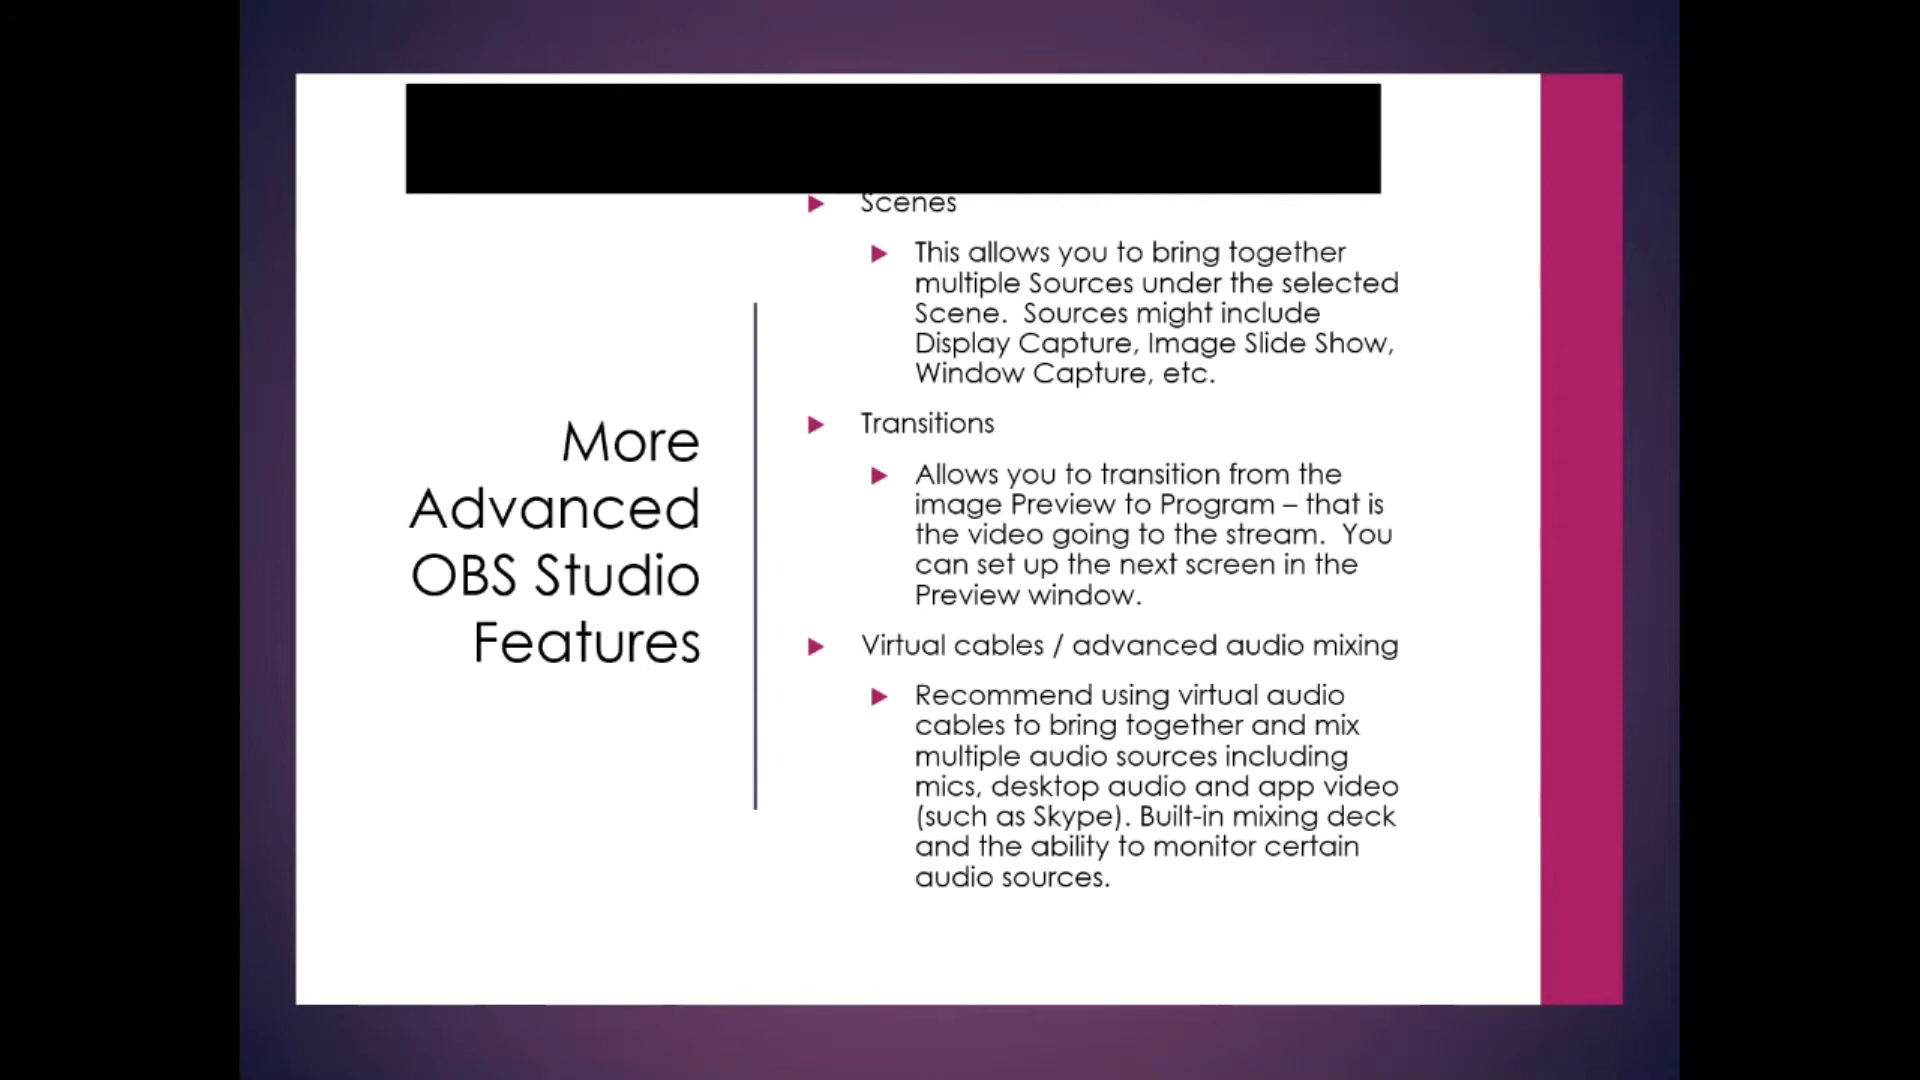 More
Advanced
OBS Studio
Features
Scenes
This allows you to bring together
multiple Sources under the selected
Scene.  Sources might include
Display Capture, Image Slide Show,
Window Capture, etc.
Transitions
Allows you to transition from the
image Preview to Program – that is
the video going to the stream.  You
can set up the next screen in the
Preview window.
Virtual cables / advanced audio mixing
Recommend using virtual audio
cables to bring together and mix
multiple audio sources including
mics, desktop audio and app video
(such as Skype). Built-in mixing deck
and the ability to monitor certain
audio sources.